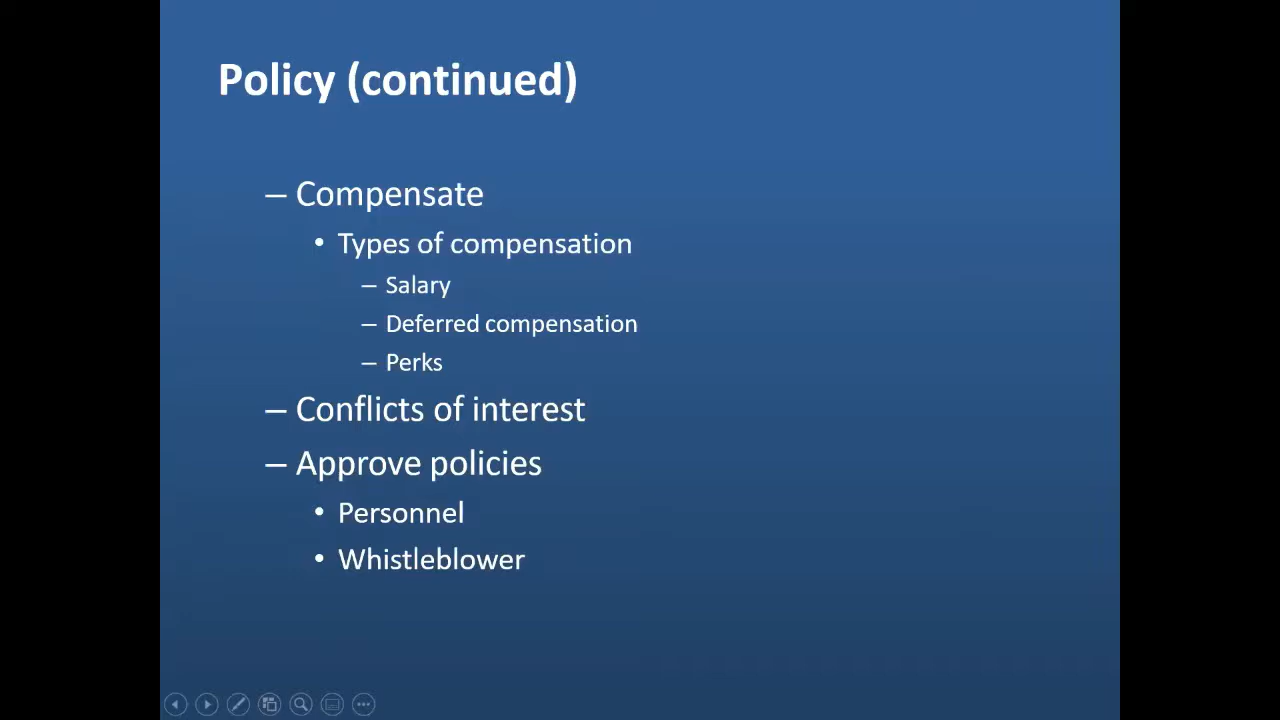 Policy (continued)
– Compensate
• Types of compensation
– Salary
– Deferred compensation
– Perks
– Conflicts of interest
– Approve policies
• Personnel
• Whistleblower